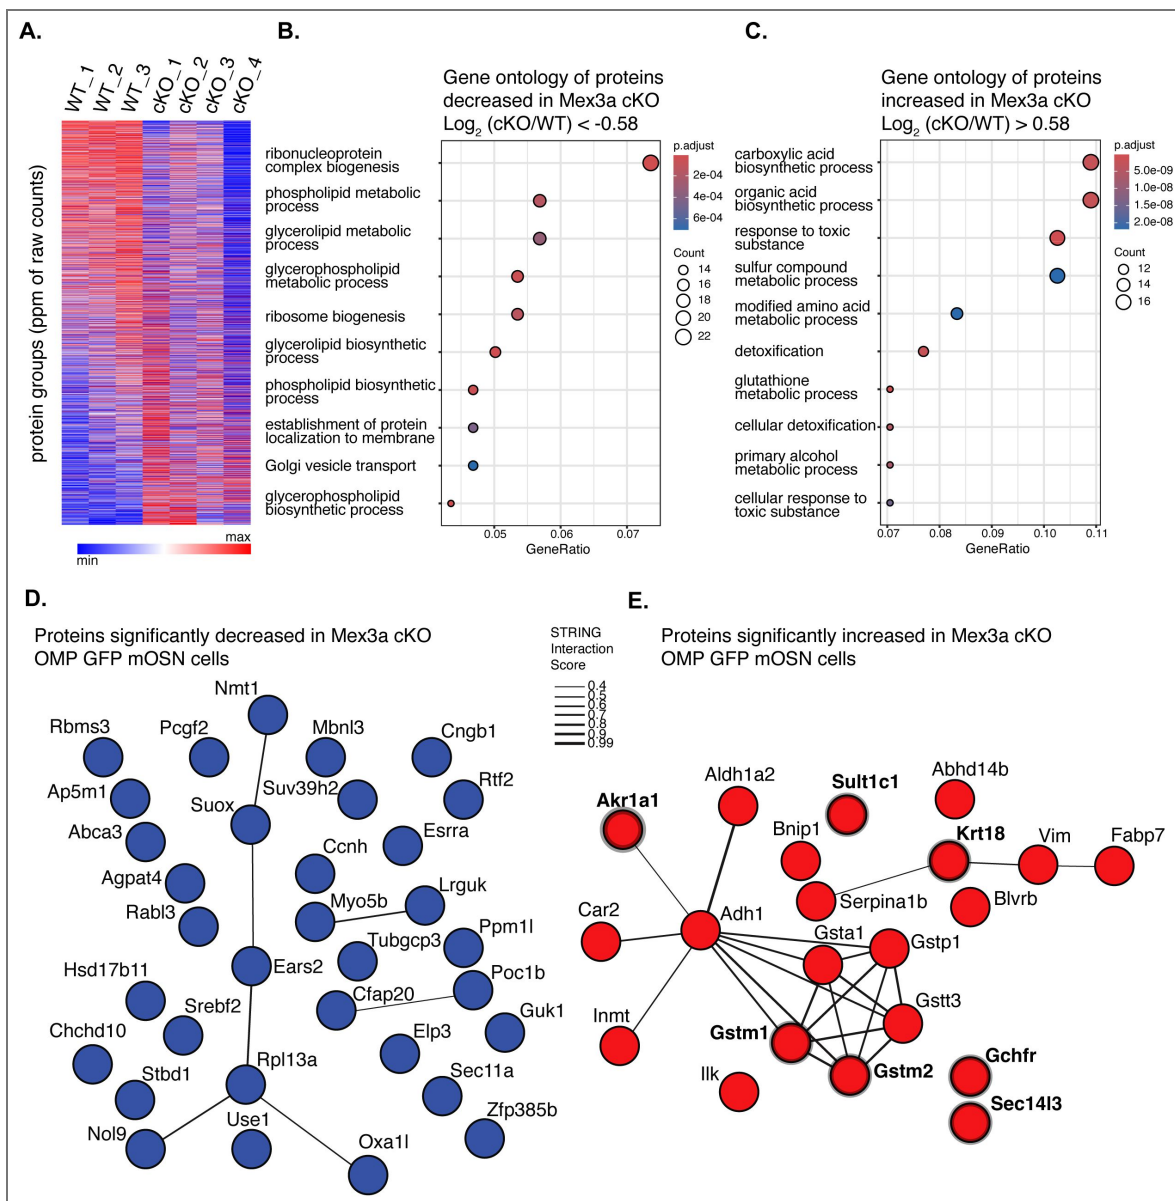 A.
WT_1
WT_2
WT_3
cKO_1
cKO_2
cKO_3
cKO_4
protein groups (ppm of raw counts)
max
min
B.
Gene ontology of proteins
decreased in Mex3a cKO
Log2 (cKO/WT) < -0.58
ribonucleoprotein
complex biogenesis
phospholipid metabolic
process
glycerolipid metabolic
process
glycerophospholipid
metabolic process
ribosome biogenesis
glycerolipid biosynthetic
process
phospholipid biosynthetic
process
establishment of protein
localization to membrane
Golgi vesicle transport
glycerophospholipid
biosynthetic process
0.05 0.06 0.07
GeneRatio
p.adjust
2e-04
4e-04
6e-04
Count
14
16
18
20
22
C.
Gene ontology of proteins
increased in Mex3a cKO
Log2 (cKO/WT) > 0.58
carboxylic acid
biosynthetic process
organic acid
biosynthetic process
response to toxic
substance
sulfur compound
metabolic process
modified amino acid
metabolic process
detoxification
glutathione
metabolic process
cellular detoxification
primary alcohol
metabolic process
cellular response to
toxic substance
0.07 0.08 0.09 0.10 0.11
GeneRatio
p.adjust
5.0e-09
1.0e-08
1.5e-08
2.0e-08
Count
12
14
16
D.
Proteins significantly decreased in Mex3a cKO
OMP GFP mOSN cells
Nmt1
Rbms3
Pcgf2
Mbnl3
Cngb1
Ap5m1
Suox
Suv39h2
Rtf2
Abca3
Esrra
Ccnh
Agpat4
Myo5b
Lrguk
Rabl3
Tubgcp3
Ppm1l
Hsd17b11
Ears2
Poc1b
Srebf2
Cfap20
Guk1
Chchd10
Elp3
Rpl13a
Stbd1
Sec11a
Use1
Zfp385b
Nol9
Oxa1l
STRING
Interaction
Score
0.4
0.5
0.6
0.7
0.8
0.9
0.99
E.
Proteins significantly increased in Mex3a cKO
OMP GFP mOSN cells
Aldh1a2
Sult1c1
Abhd14b
Akr1a1
Bnip1
Krt18
Vim
Fabp7
Car2
Adh1
Serpina1b
Blvrb
Gsta1
Gstp1
Inmt
Gstt3
Gstm1
Gstm2
Gchfr
Ilk
Sec14l3